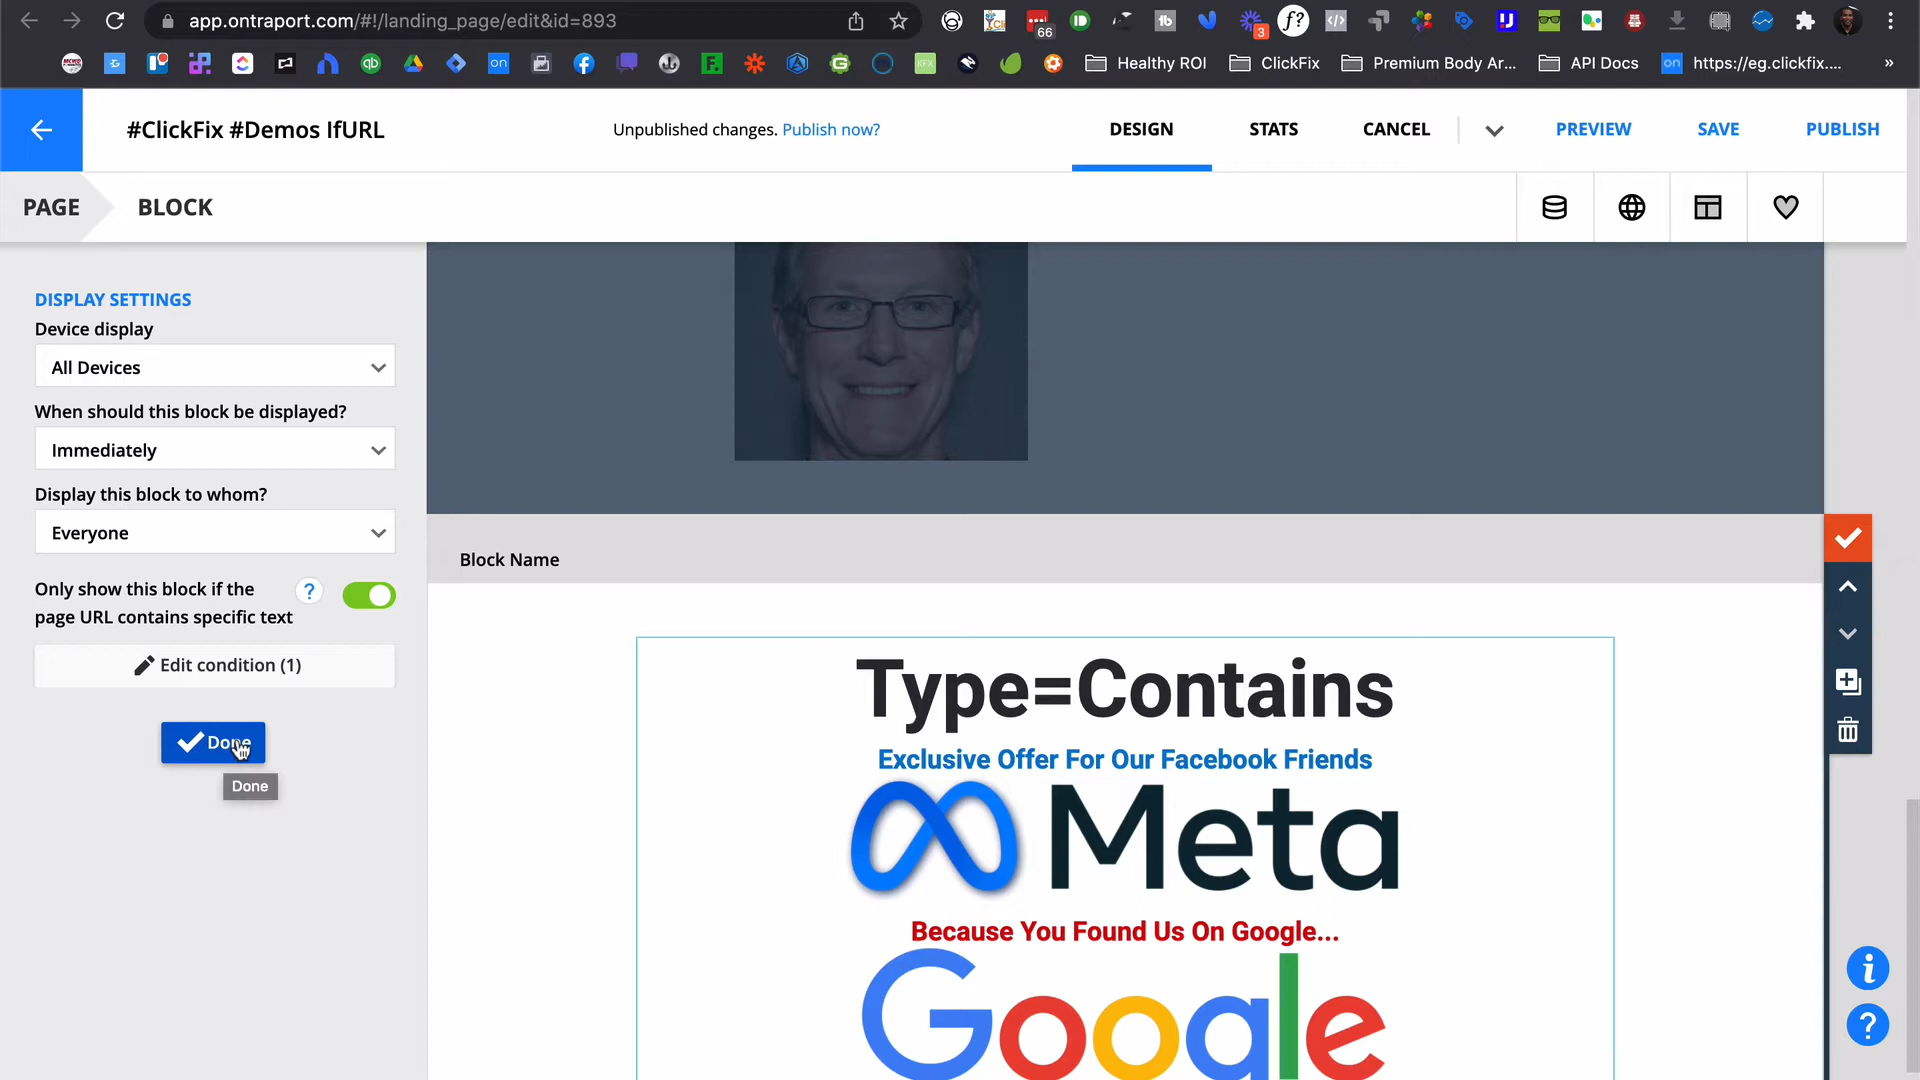 app.ontraport.com/#!/landing_page/edit&id=893
66
3
f?
Healthy ROI
ClickFix
Premium Body Ar...
API Docs
on
https://eg.clickfix....
»
#ClickFix #Demos IfURL
Unpublished changes. Publish now?
DESIGN
STATS
CANCEL
PREVIEW
SAVE
PUBLISH
PAGE
BLOCK
DISPLAY SETTINGS
Device display
All Devices
When should this block be displayed?
Immediately
Display this block to whom?
Everyone
Only show this block if the
page URL contains specific text
?
Edit condition (1)
Done
Done
Block Name
Type=Contains
Exclusive Offer For Our Facebook Friends
Meta
Because You Found Us On Google...
Google
i
?